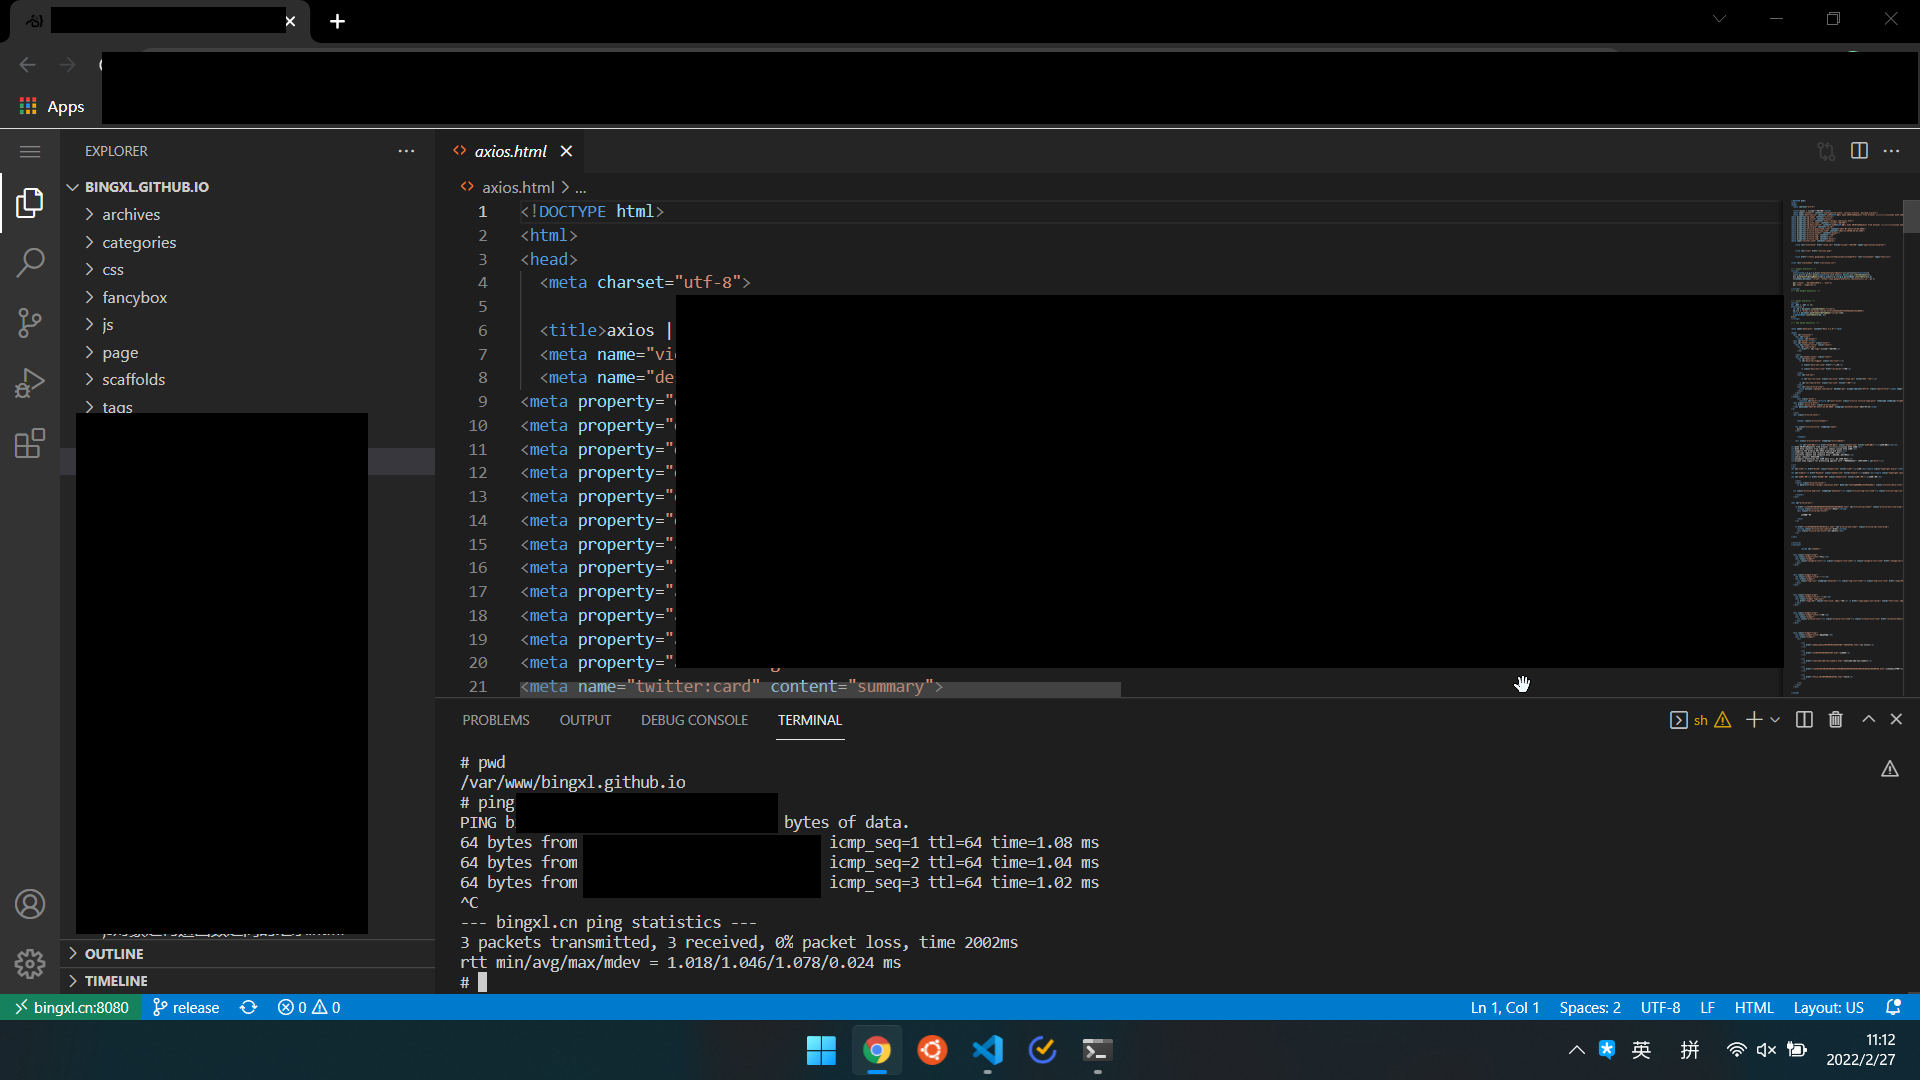 Apps
EXPLORER
BINGXL.GITHUB.IO
archives
categories
css
fancybox
js
page
scaffolds
tags
OUTLINE
TIMELINE
axios.html
axios.html > ...
1 <!DOCTYPE html>
2 <html>
3 <head>
4 <meta charset="utf-8">
5
6 <title>axios |
7 <meta name="vi
8 <meta name="de
9 <meta property="
10 <meta property="
11 <meta property="
12 <meta property="
13 <meta property="
14 <meta property="
15 <meta property="
16 <meta property="
17 <meta property="
18 <meta property="
19 <meta property="
20 <meta property="
21 <meta name="twitter:card" content="summary">
PROBLEMS OUTPUT DEBUG CONSOLE TERMINAL
sh
# pwd
/var/www/bingxl.github.io
# ping
PING b bytes of data.
64 bytes from icmp_seq=1 ttl=64 time=1.08 ms
64 bytes from icmp_seq=2 ttl=64 time=1.04 ms
64 bytes from icmp_seq=3 ttl=64 time=1.02 ms
^C
--- bingxl.cn ping statistics ---
3 packets transmitted, 3 received, 0% packet loss, time 2002ms
rtt min/avg/max/mdev = 1.018/1.046/1.078/0.024 ms
#
bingxl.cn:8080 release 0 0 Ln 1, Col 1 Spaces: 2 UTF-8 LF HTML Layout: US
英 拼 11:12
2022/2/27